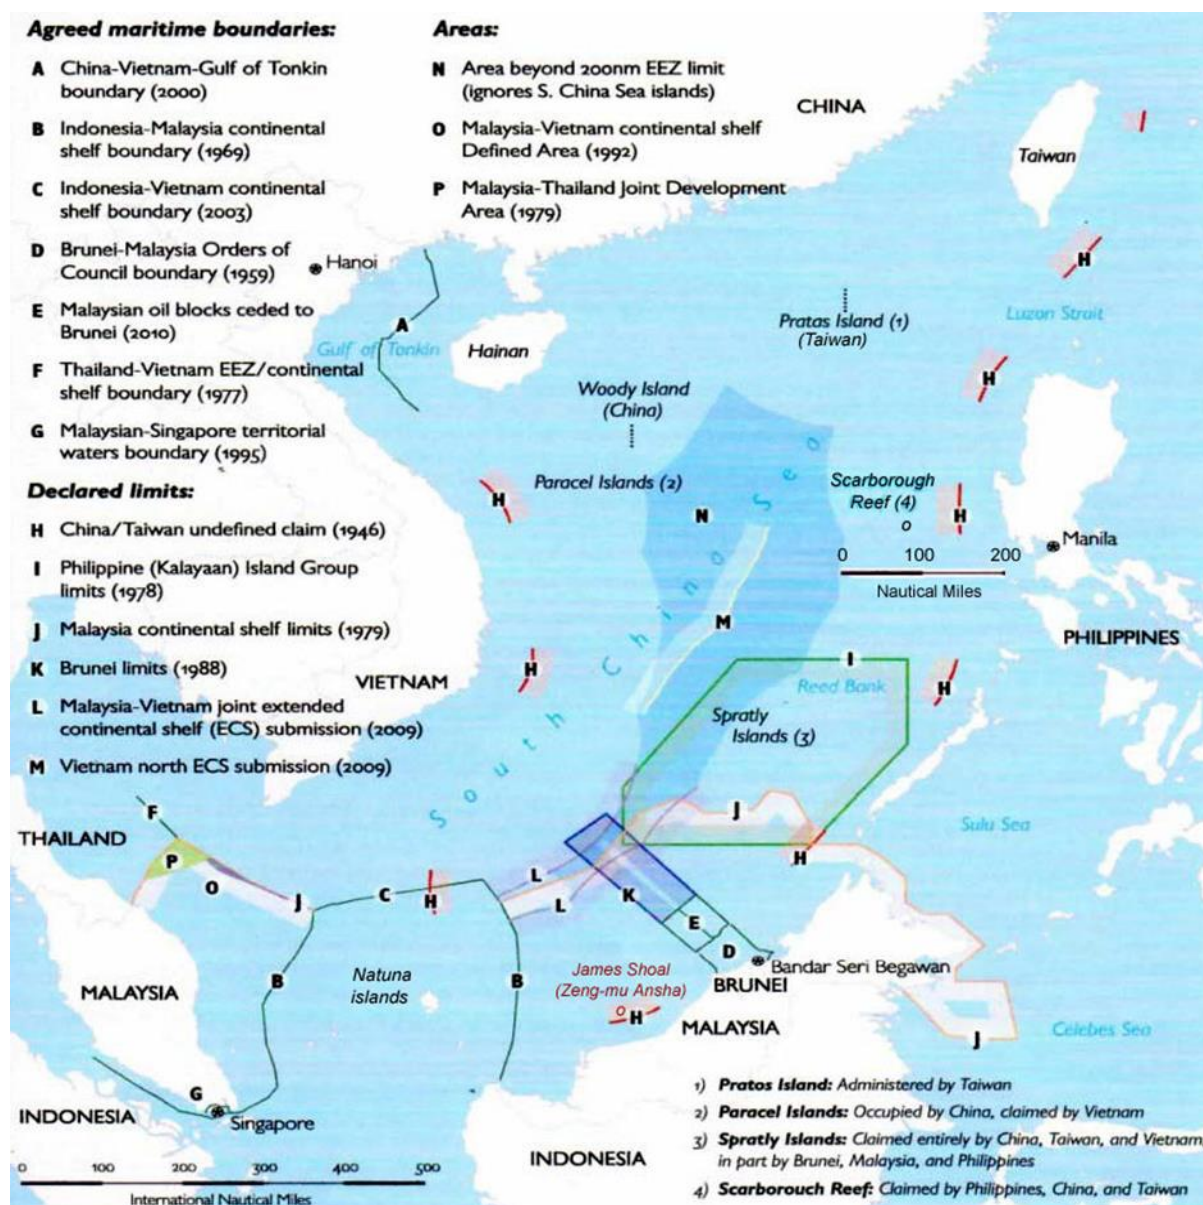 Agreed maritime boundaries:
A China-Vietnam-Gulf of Tonkin
boundary (2000)
B Indonesia-Malaysia continental
shelf boundary (1969)
C Indonesia-Vietnam continental
shelf boundary (2003)
D Brunei-Malaysia Orders of
Council boundary (1959)
E Malaysian oil blocks ceded to
Brunei (2010)
F Thailand-Vietnam EEZ/continental
shelf boundary (1977)
G Malaysian-Singapore territorial
waters boundary (1995)
Declared limits:
H China/Taiwan undefined claim (1946)
I Philippine (Kalayaan) Island Group
limits (1978)
J Malaysia continental shelf limits (1979)
K Brunei limits (1988)
L Malaysia-Vietnam joint extended
continental shelf (ECS) submission (2009)
M Vietnam north ECS submission (2009)
Areas:
N Area beyond 200nm EEZ limit
(ignores S. China Sea islands)
O Malaysia-Vietnam continental shelf
Defined Area (1992)
P Malaysia-Thailand Joint Development
Area (1979)
CHINA
Taiwan
Hanoi
H
Luzon Strait
Pratas Island (1)
(Taiwan)
A
Gulf of Tonkin
Hainan
H
Woody Island
(China)
Paracel Islands (2)
H
Scarborough
Reef (4)
N
H
Manila
0 100 200
Nautical Miles
South China Sea
M
PHILIPPINES
VIETNAM
H
I
Reed Bank
H
Spratly
Islands (3)
F
THAILAND
J
Sulu Sea
P
O
H
L
C
H
J
L
K
E
D
Bandar Seri Begawan
BRUNEI
MALAYSIA
B
Natuna
islands
B
James Shoal
(Zeng-mu Ansha)
H
MALAYSIA
J
Celebes Sea
G
Singapore
INDONESIA
INDONESIA
0 100 200 300 400 500
International Nautical Miles
1) Pratos Island: Administered by Taiwan
2) Paracel Islands: Occupied by China, claimed by Vietnam
3) Spratly Islands: Claimed entirely by China, Taiwan, and Vietnam
in part by Brunei, Malaysia, and Philippines
4) Scarborouch Reef: Claimed by Philippines, China, and Taiwan